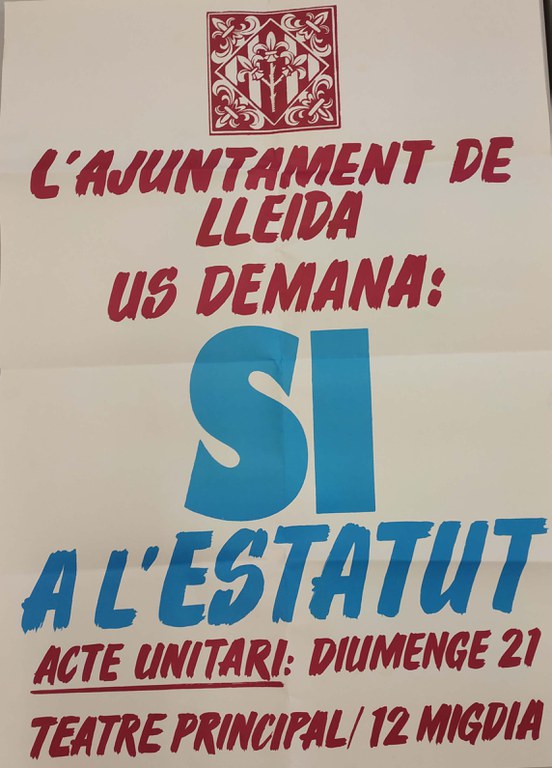 L'AJUNTAMENT DE
LLEIDA
US DEMANA:
SI
A L'ESTATUT
ACTE UNITARI: DIUMENGE 21
TEATRE PRINCIPAL/ 12 MIGDIA